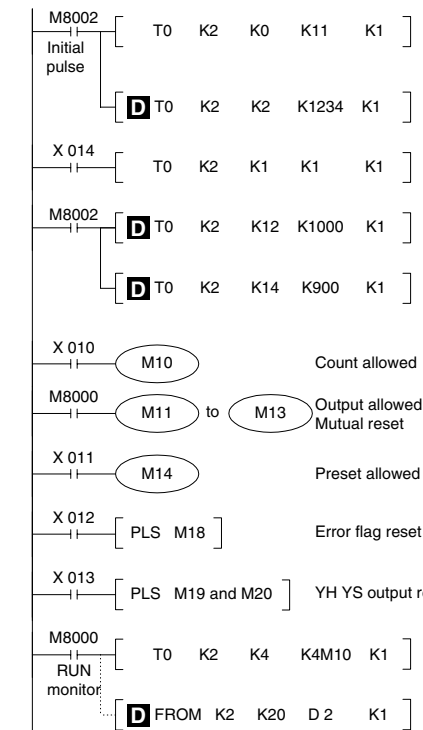 M8002
T0 K2 K0 K11 K1
Initial
pulse
D T0 K2 K2 K1234 K1
X 014
T0 K2 K1 K1 K1
M8002
D T0 K2 K12 K1000 K1
D T0 K2 K14 K900 K1
X 010
M10 Count allowed
M8000
M11 to M13 Output allowed
Mutual reset
X 011
M14 Preset allowed
X 012
PLS M18 Error flag reset
X 013
PLS M19 and M20 YH YS output re
M8000
T0 K2 K4 K4M10 K1
RUN
monitor
D FROM K2 K20 D 2 K1